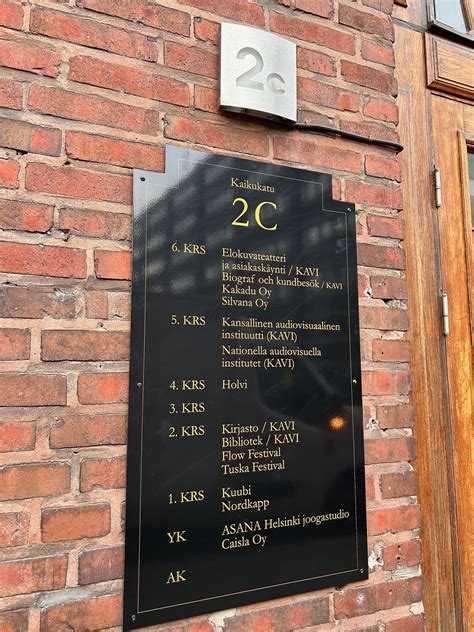 2C
Kaikukatu
2 C
6. KRS Elokuvateatteri
ja asiakaskäynti / KAVI
Biograf och kundbesök / KAVI
Kakadu Oy
Silvana Oy
5. KRS Kansallinen audiovisuaalinen
instituutti (KAVI)
Nationella audiovisuella
institutet (KAVI)
4. KRS Holvi
3. KRS
2. KRS Kirjasto / KAVI
Bibliotek / KAVI
Flow Festival
Tuska Festival
1. KRS Kuubi
Nordkapp
YK ASANA Helsinki joogastudio
Caisla Oy
AK